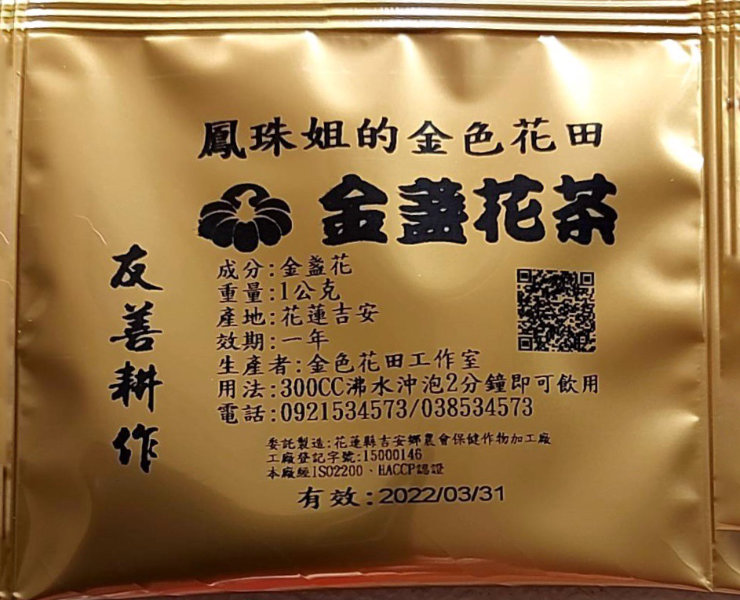 鳳珠姐的金色花田
金盞花茶
友善耕作
成分:金盞花
重量:1公克
產地:花蓮吉安
效期:一年
生產者:金色花田工作室
用法:300CC沸水沖泡2分鐘即可飲用
電話:0921534573/038534573
委託製造:花蓮縣吉安鄉農會保健作物加工廠
工廠登記字號:15000146
本廠經ISO2200、HACCP認證
有效:2022/03/31